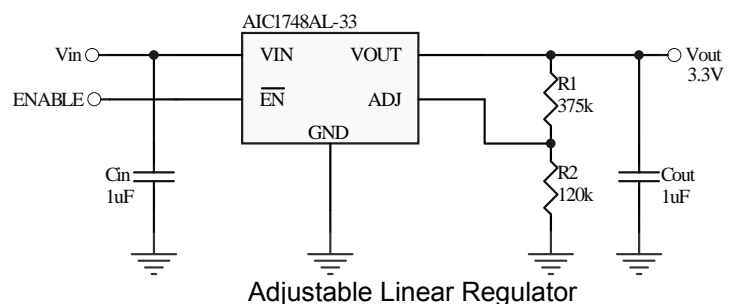 AIC1748AL-33
Vin
VIN
VOUT
Vout
3.3V
R1
375k
ENABLE
EN
ADJ
GND
Cin
1uF
R2
120k
Cout
1uF
Adjustable Linear Regulator